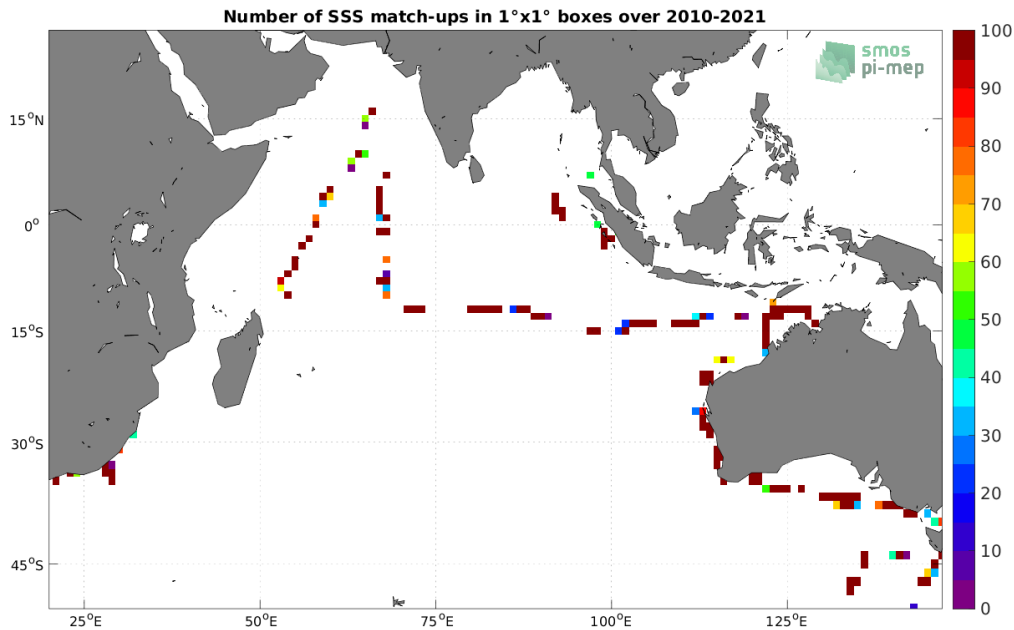 Number of SSS match-ups in 1°x1° boxes over 2010-2021
smos
pi-mep
15°N
0°
15°S
30°S
45°S
25°E
50°E
75°E
100°E
125°E
100
90
80
70
60
50
40
30
20
10
0